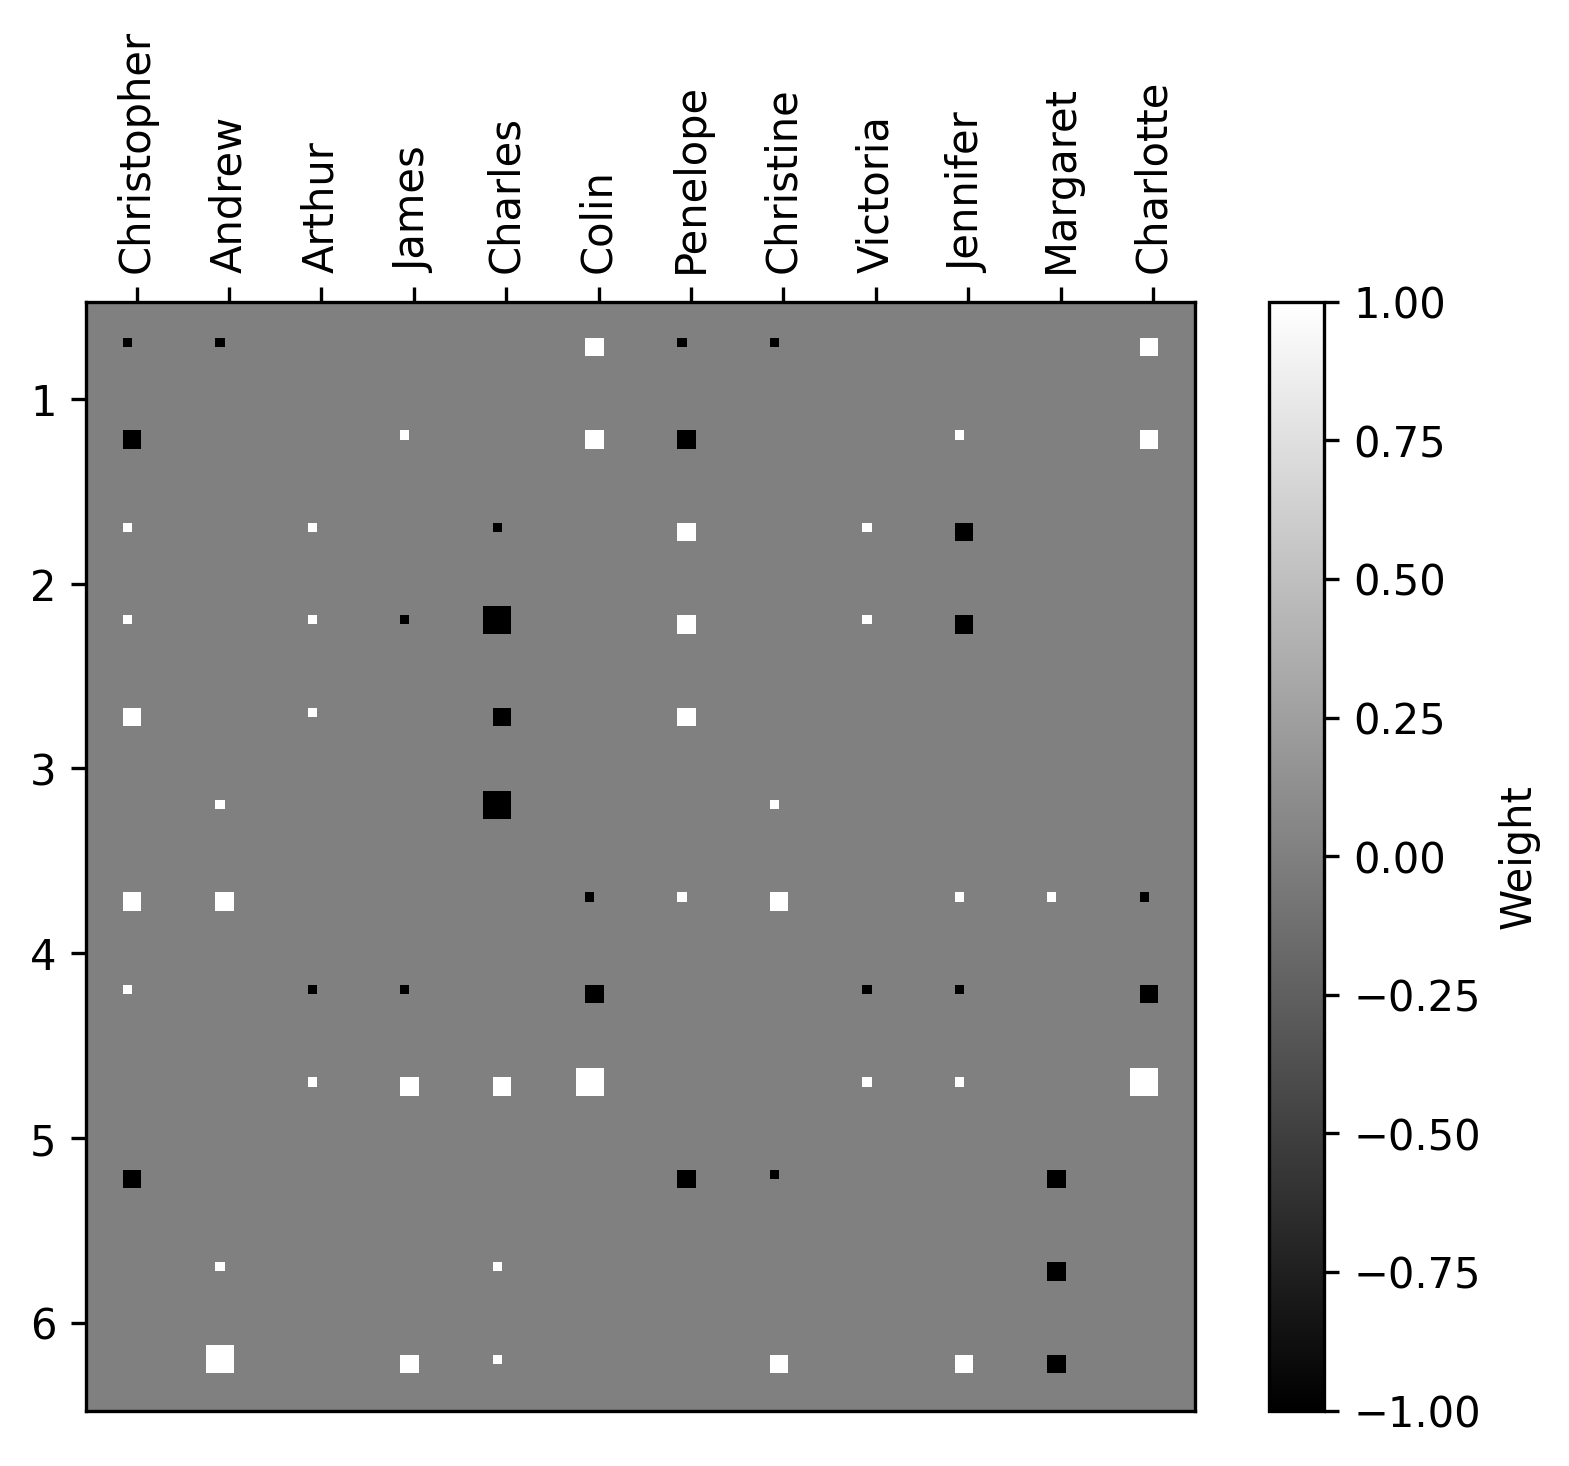 Christopher
Andrew
Arthur
James
Charles
Colin
Penelope
Christine
Victoria
Jennifer
Margaret
Charlotte
1
2
3
4
5
6
1.00
0.75
0.50
0.25
0.00
−0.25
−0.50
−0.75
−1.00
Weight